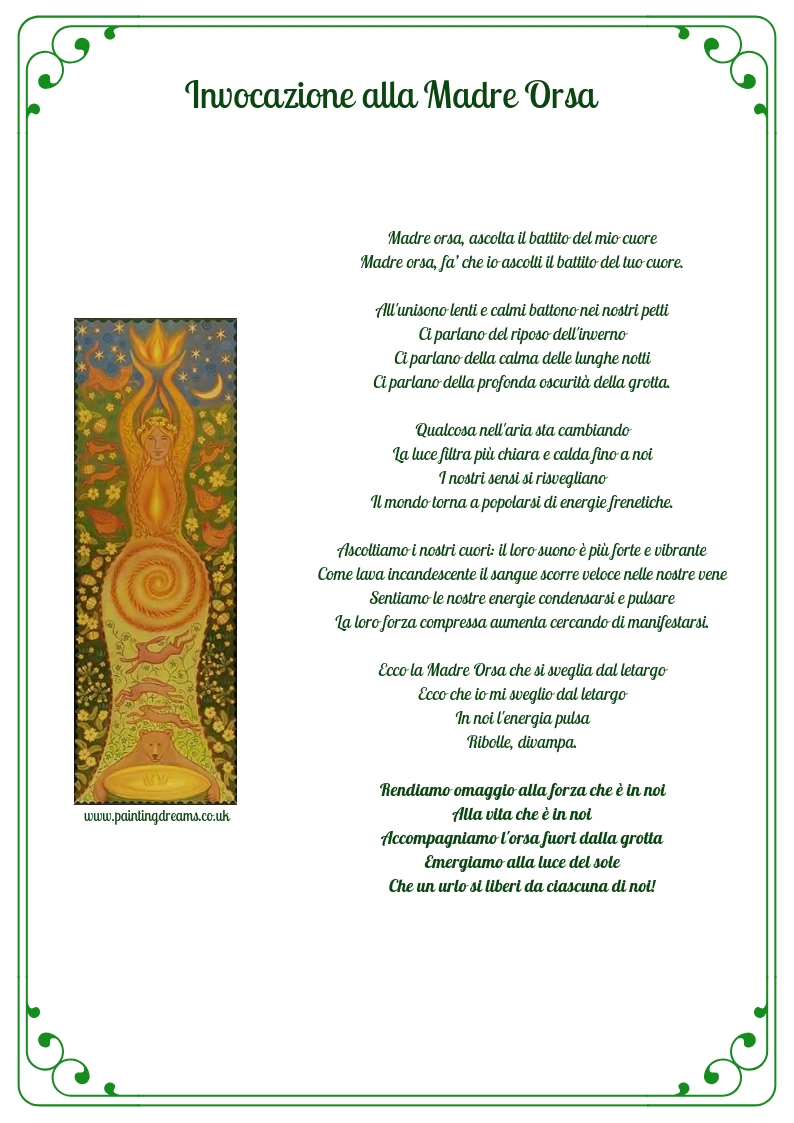 Invocazione alla Madre Orsa
Madre orsa, ascolta il battito del mio cuore
Madre orsa, fa’ che io ascolti il battito del tuo cuore.
All'unisono lenti e calmi battono nei nostri petti
Ci parlano del riposo dell'inverno
Ci parlano della calma delle lunghe notti
Ci parlano della profonda oscurità della grotta.
Qualcosa nell'aria sta cambiando
La luce filtra più chiara e calda fino a noi
I nostri sensi si risvegliano
Il mondo torna a popolarsi di energie frenetiche.
Ascoltiamo i nostri cuori: il loro suono è più forte e vibrante
Come lava incandescente il sangue scorre veloce nelle nostre vene
Sentiamo le nostre energie condensarsi e pulsare
La loro forza compressa aumenta cercando di manifestarsi.
Ecco la Madre Orsa che si sveglia dal letargo
Ecco che io mi sveglio dal letargo
In noi l'energia pulsa
Ribolle, divampa.
Rendiamo omaggio alla forza che è in noi
Alla vita che è in noi
Accompagniamo l'orsa fuori dalla grotta
Emergiamo alla luce del sole
Che un urlo si liberi da ciascuna di noi!
www.paintingdreams.co.uk